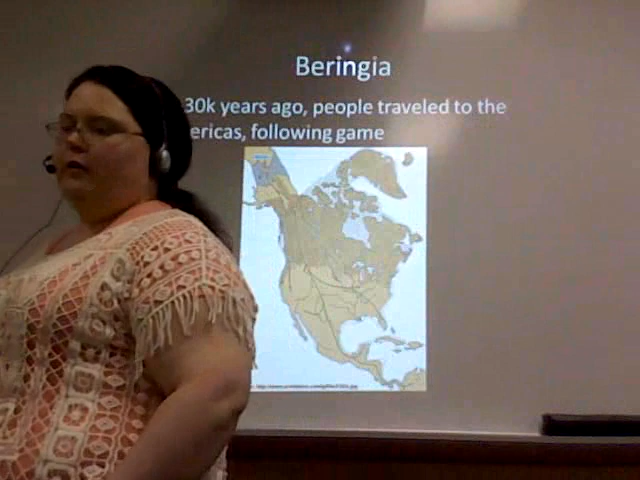 Beringia
30k years ago, people traveled to the
ericas, following game